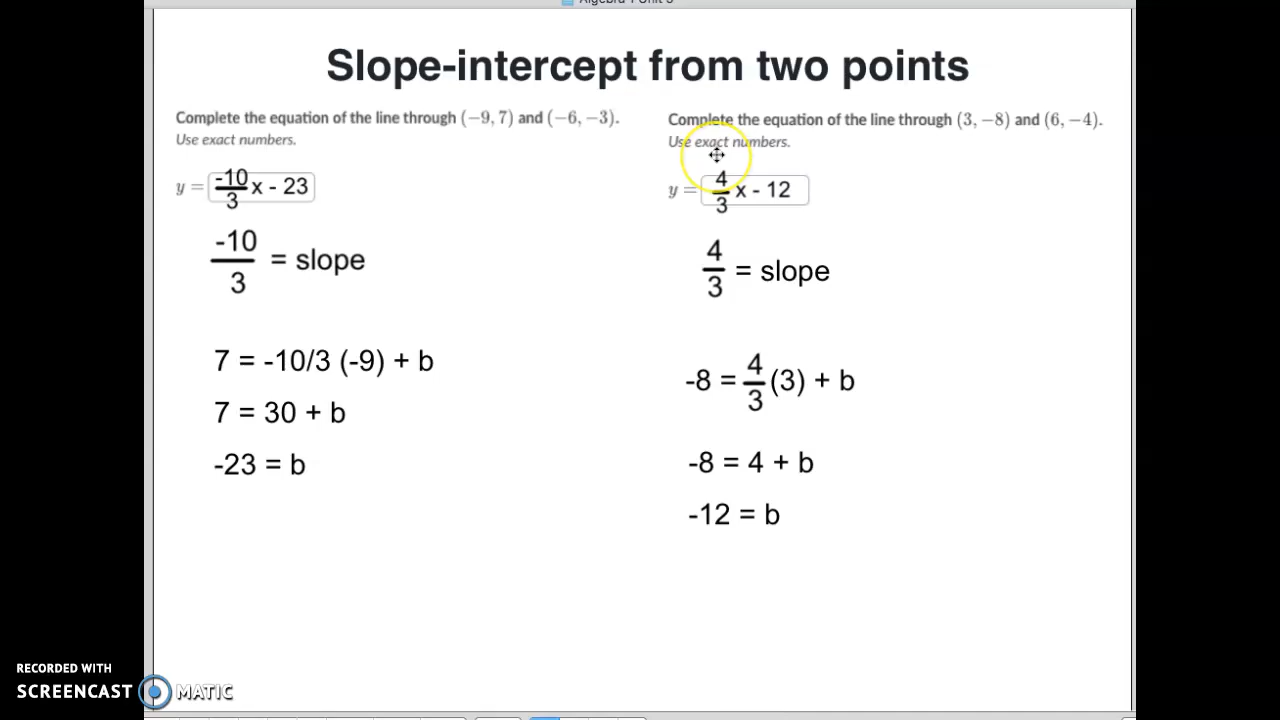 Slope-intercept from two points
Complete the equation of the line through (−9, 7) and (−6, −3).
Use exact numbers.
y = -10/3 x - 23
-10/3 = slope
7 = -10/3 (-9) + b
7 = 30 + b
-23 = b
Complete the equation of the line through (3, −8) and (6, −4).
Use exact numbers.
y = 4/3 x - 12
4/3 = slope
-8 = 4/3 (3) + b
-8 = 4 + b
-12 = b
RECORDED WITH
SCREENCAST MATIC